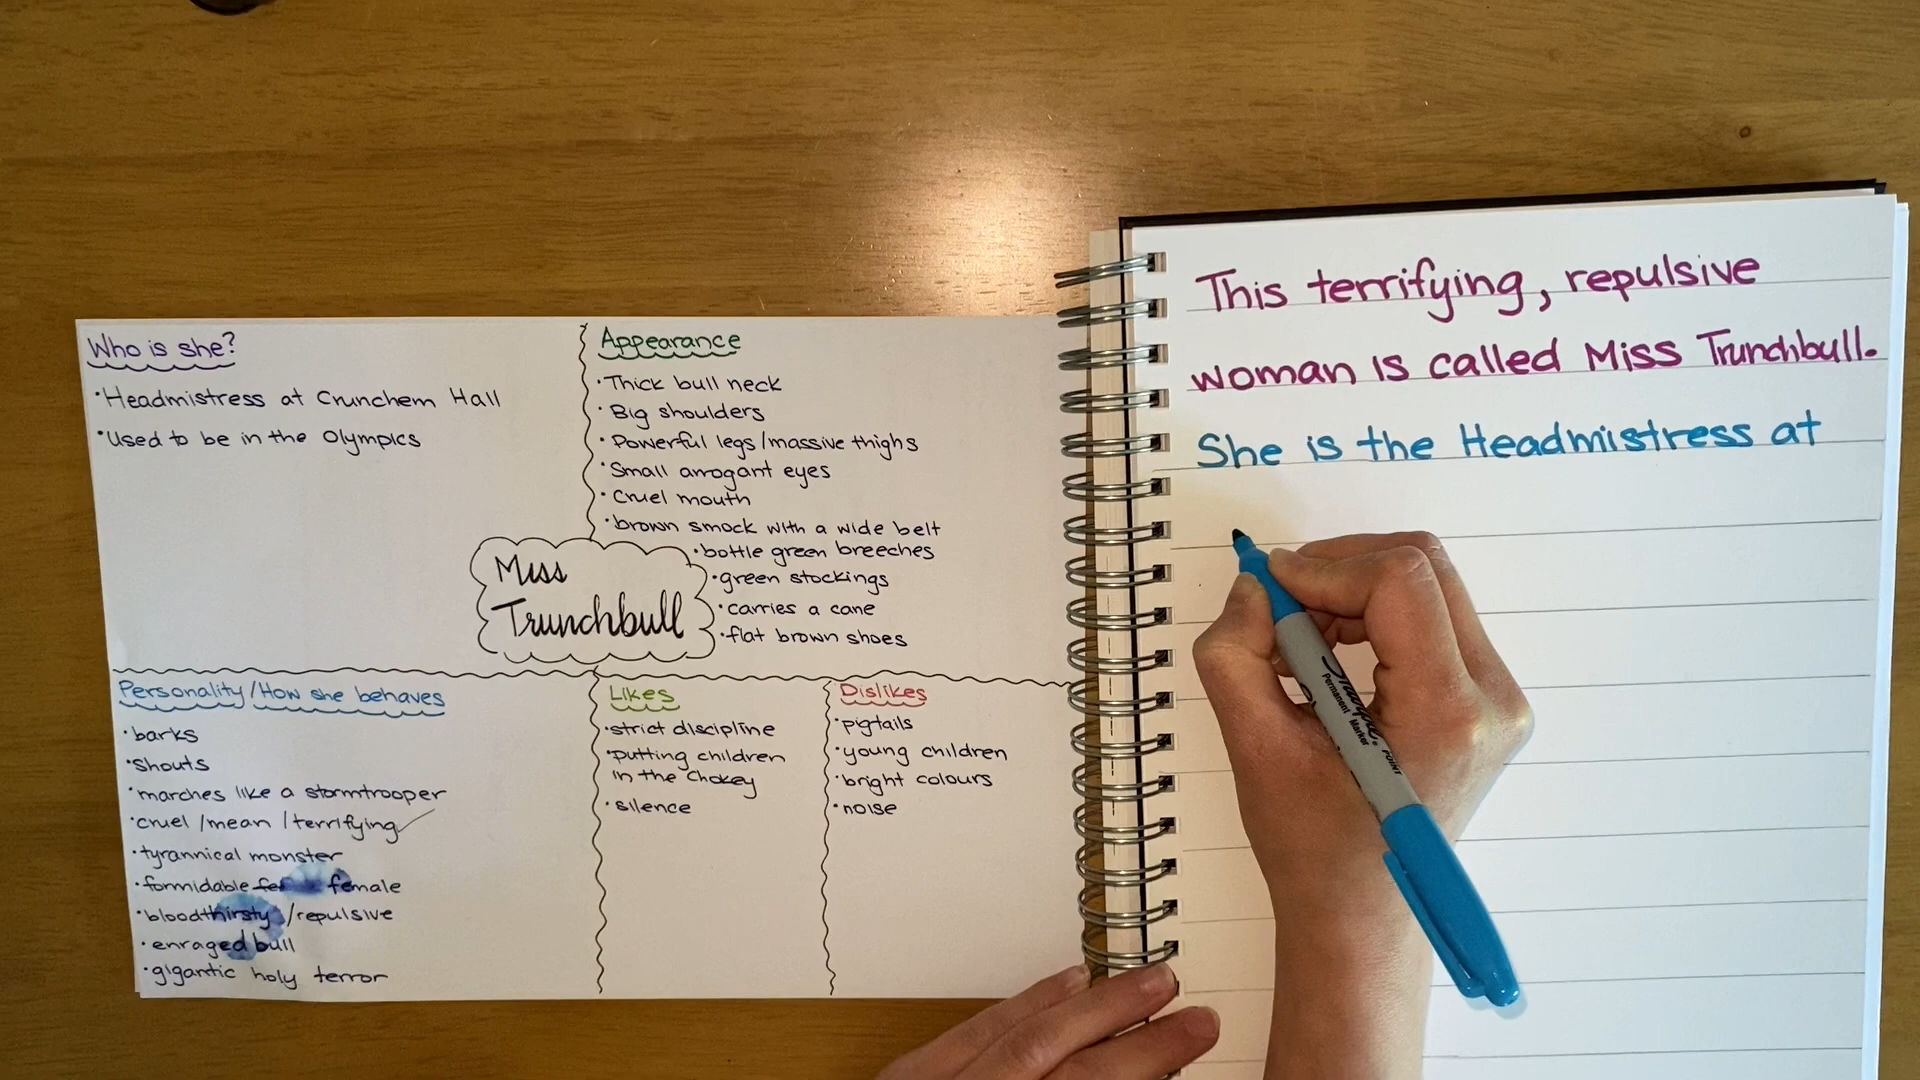 Who is she?
•Headmistress at Crunchem Hall
•Used to be in the Olympics
Appearance
•Thick bull neck
•Big shoulders
•Powerful legs/massive thighs
•Small arrogant eyes
•Cruel mouth
•brown smock with a wide belt
•bottle green breeches
•green stockings
•carries a cane
•flat brown shoes
Miss
Trunchbull
Personality/How she behaves
•barks
•Shouts
•marches like a stormtrooper
•cruel/mean/terrifying
•tyrannical monster
•formidable female
•bloodthirsty/repulsive
•enraged bull
•gigantic holy terror
Likes
•strict discipline
•putting children
in the Chokey
•silence
Dislikes
•pigtails
•young children
•bright colours
•noise
This terrifying, repulsive
woman is called Miss Trunchbull.
She is the Headmistress at
Sharpie
Permanent Marker
POINT